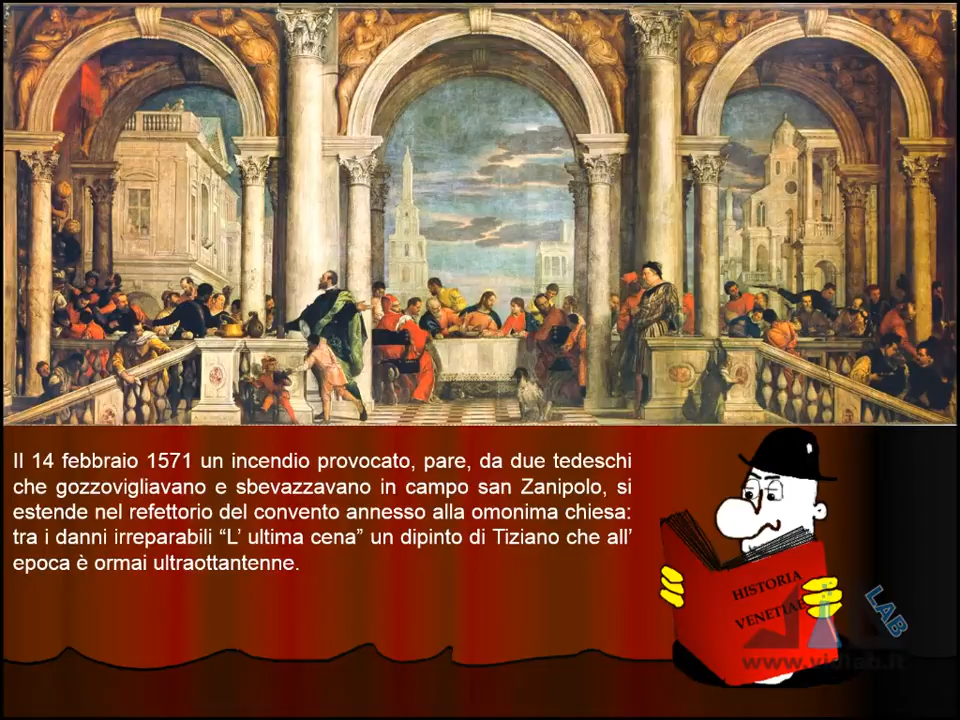 Il 14 febbraio 1571 un incendio provocato, pare, da due tedeschi
che gozzovigliavano e sbevazzavano in campo san Zanipolo, si
estende nel refettorio del convento annesso alla omonima chiesa:
tra i danni irreparabili “L’ ultima cena” un dipinto di Tiziano che all’
epoca è ormai ultraottantenne.
HISTORIA
VENETIAE
LAB
www.vidlab.it